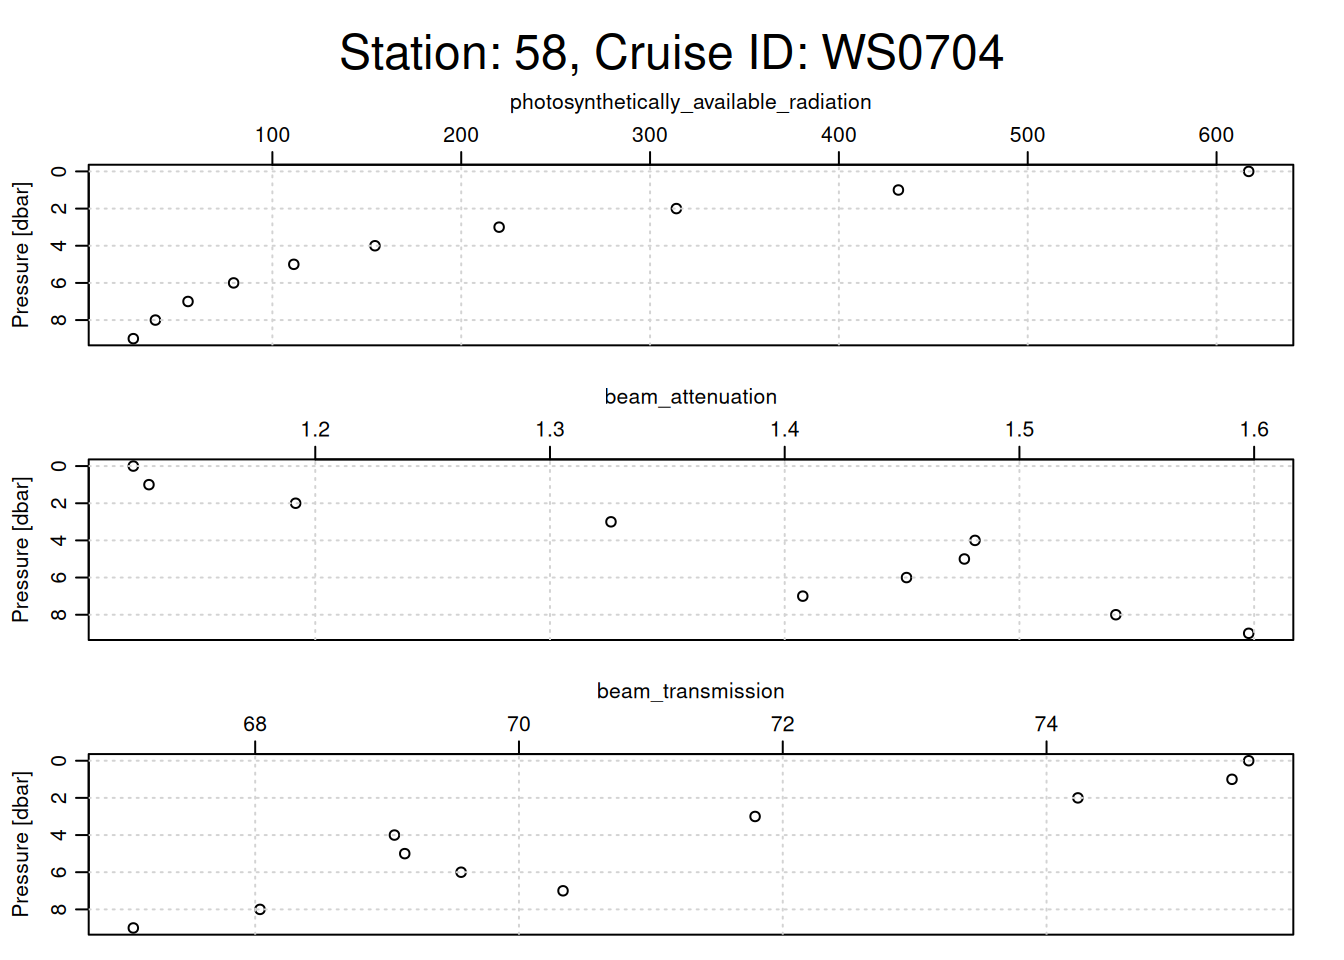 Station: 58, Cruise ID: WS0704
photosynthetically_available_radiation
100 200 300 400 500 600
Pressure [dbar]
0
2
4
6
8
beam_attenuation
1.2 1.3 1.4 1.5 1.6
Pressure [dbar]
0
2
4
6
8
beam_transmission
68 70 72 74
Pressure [dbar]
0
2
4
6
8